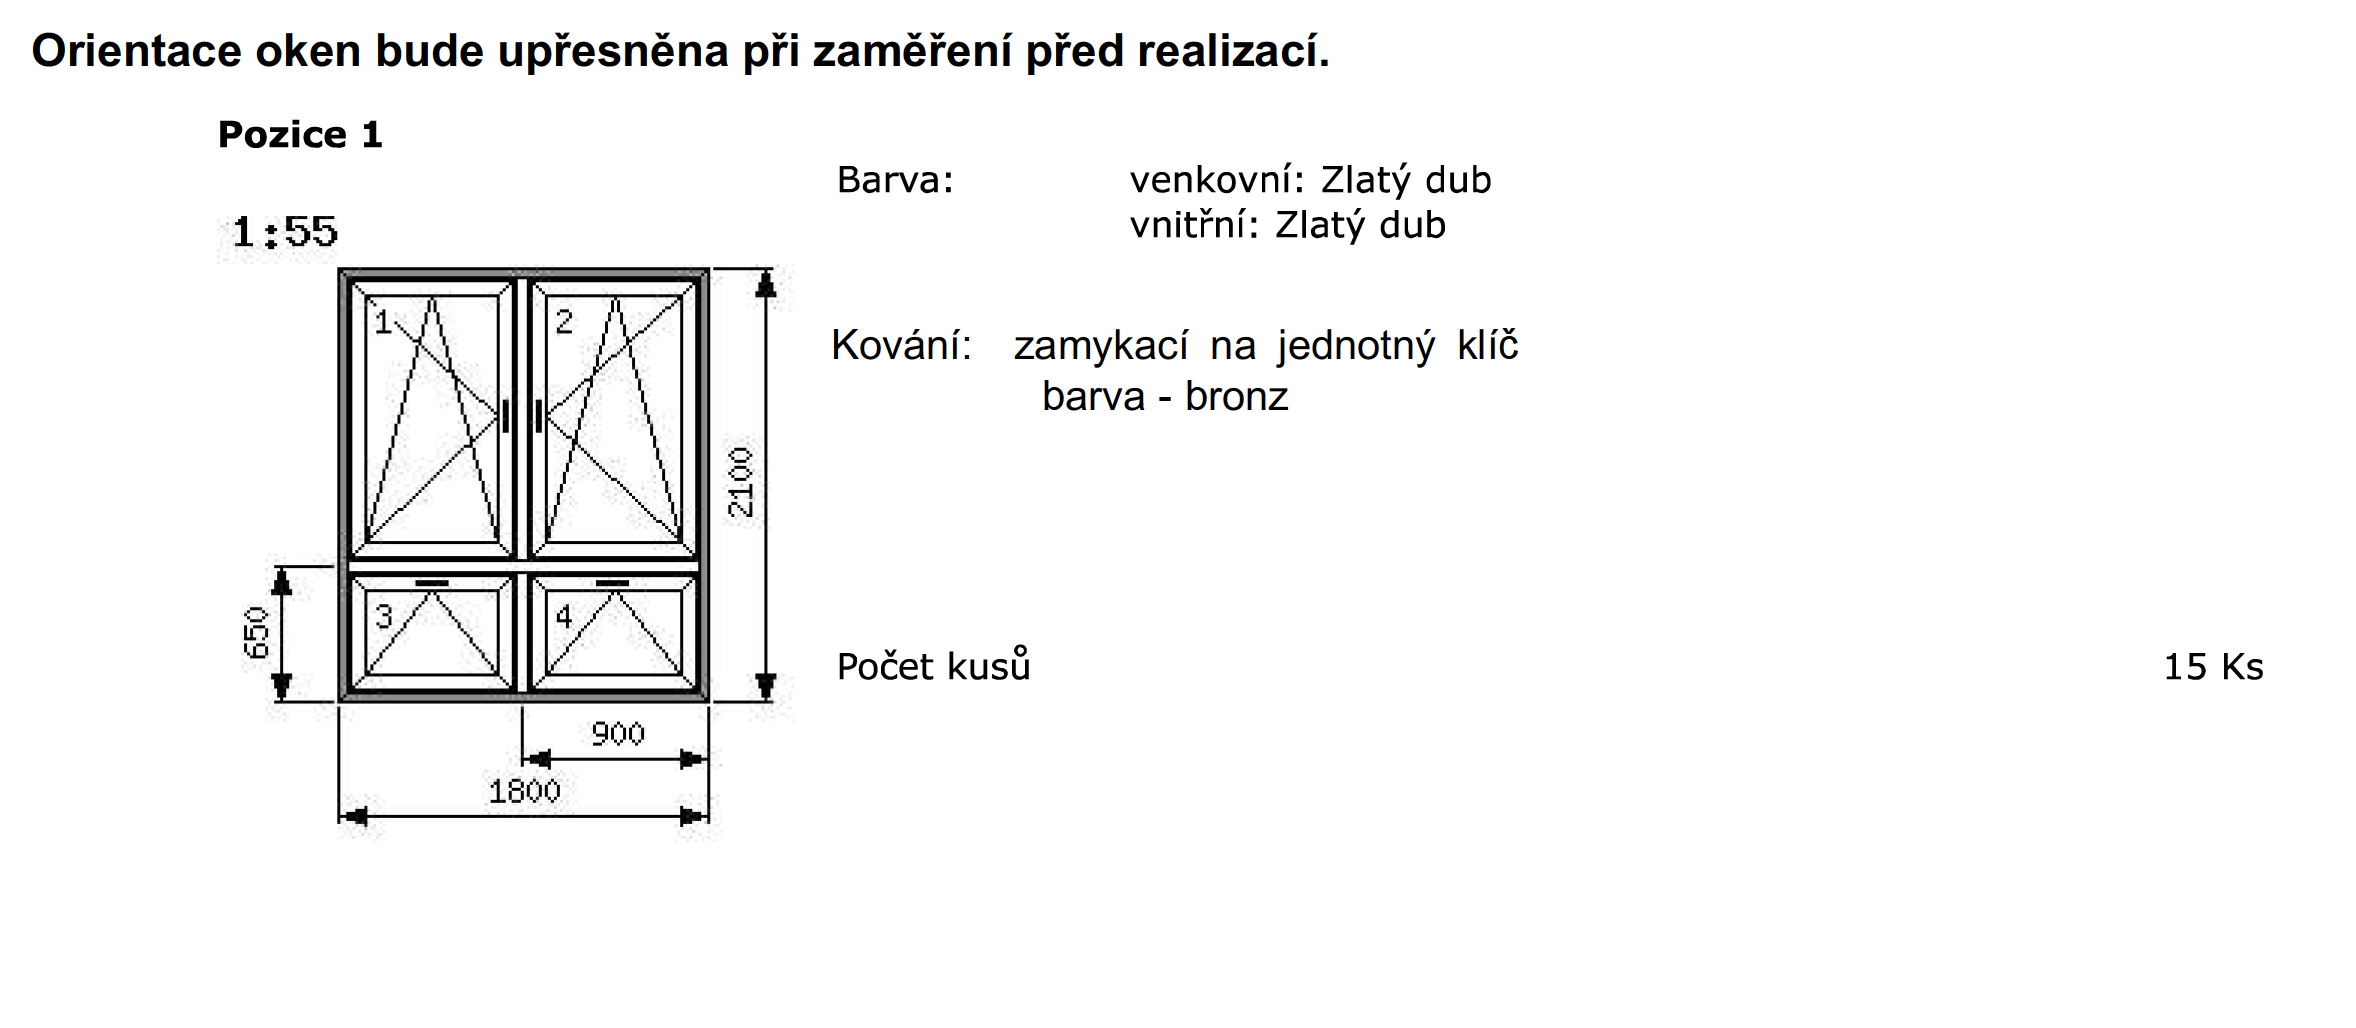 Orientace oken bude upřesněna při zaměření před realizací.
Pozice 1
Barva: venkovní: Zlatý dub
vnitřní: Zlatý dub
1:55
1
2
Kování: zamykací na jednotný klíč
barva - bronz
2100
3
4
650
Počet kusů 15 Ks
900
1800